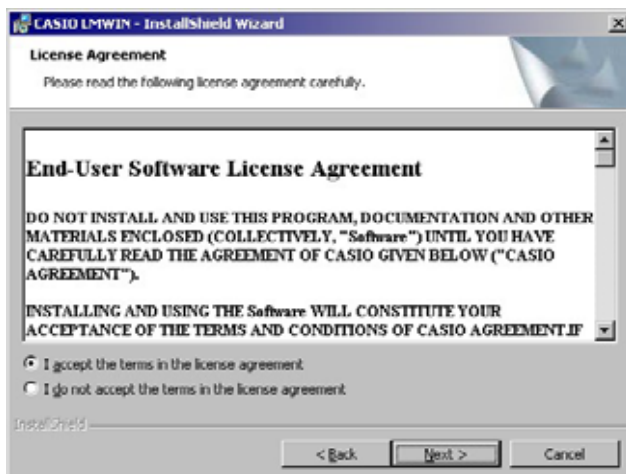 CASIO LMWIN - InstallShield Wizard
License Agreement
Please read the following license agreement carefully.
End-User Software License Agreement
DO NOT INSTALL AND USE THIS PROGRAM, DOCUMENTATION AND OTHER
MATERIALS ENCLOSED (COLLECTIVELY, "Software") UNTIL YOU HAVE
CAREFULLY READ THE AGREEMENT OF CASIO GIVEN BELOW ("CASIO
AGREEMENT").
INSTALLING AND USING THE Software WILL CONSTITUTE YOUR
ACCEPTANCE OF THE TERMS AND CONDITIONS OF CASIO AGREEMENT.IF
I accept the terms in the license agreement
I do not accept the terms in the license agreement
InstallShield
< Back
Next >
Cancel